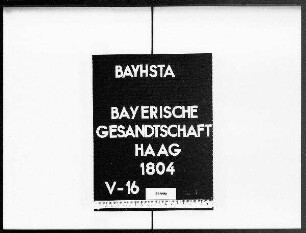 BAYHSTA
BAYERISCHE
GESANDTSCHAFT
HAAG
1804
V-16